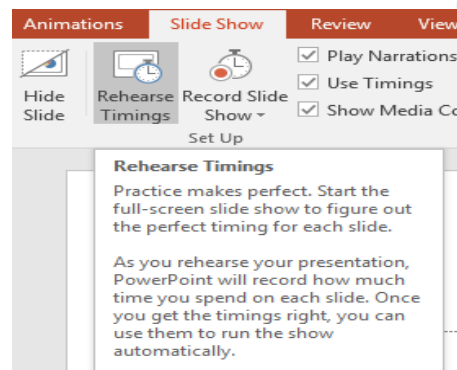 Animations Slide Show Review View
Play Narrations
Use Timings
Show Media
Hide Slide
Rehearse Timings
Record Slide Show
Set Up
Rehearse Timings
Practice makes perfect. Start the
full-screen slide show to figure out
the perfect timing for each slide.
As you rehearse your presentation,
PowerPoint will record how much
time you spend on each slide. Once
you get the timings right, you can
use them to run the show
automatically.